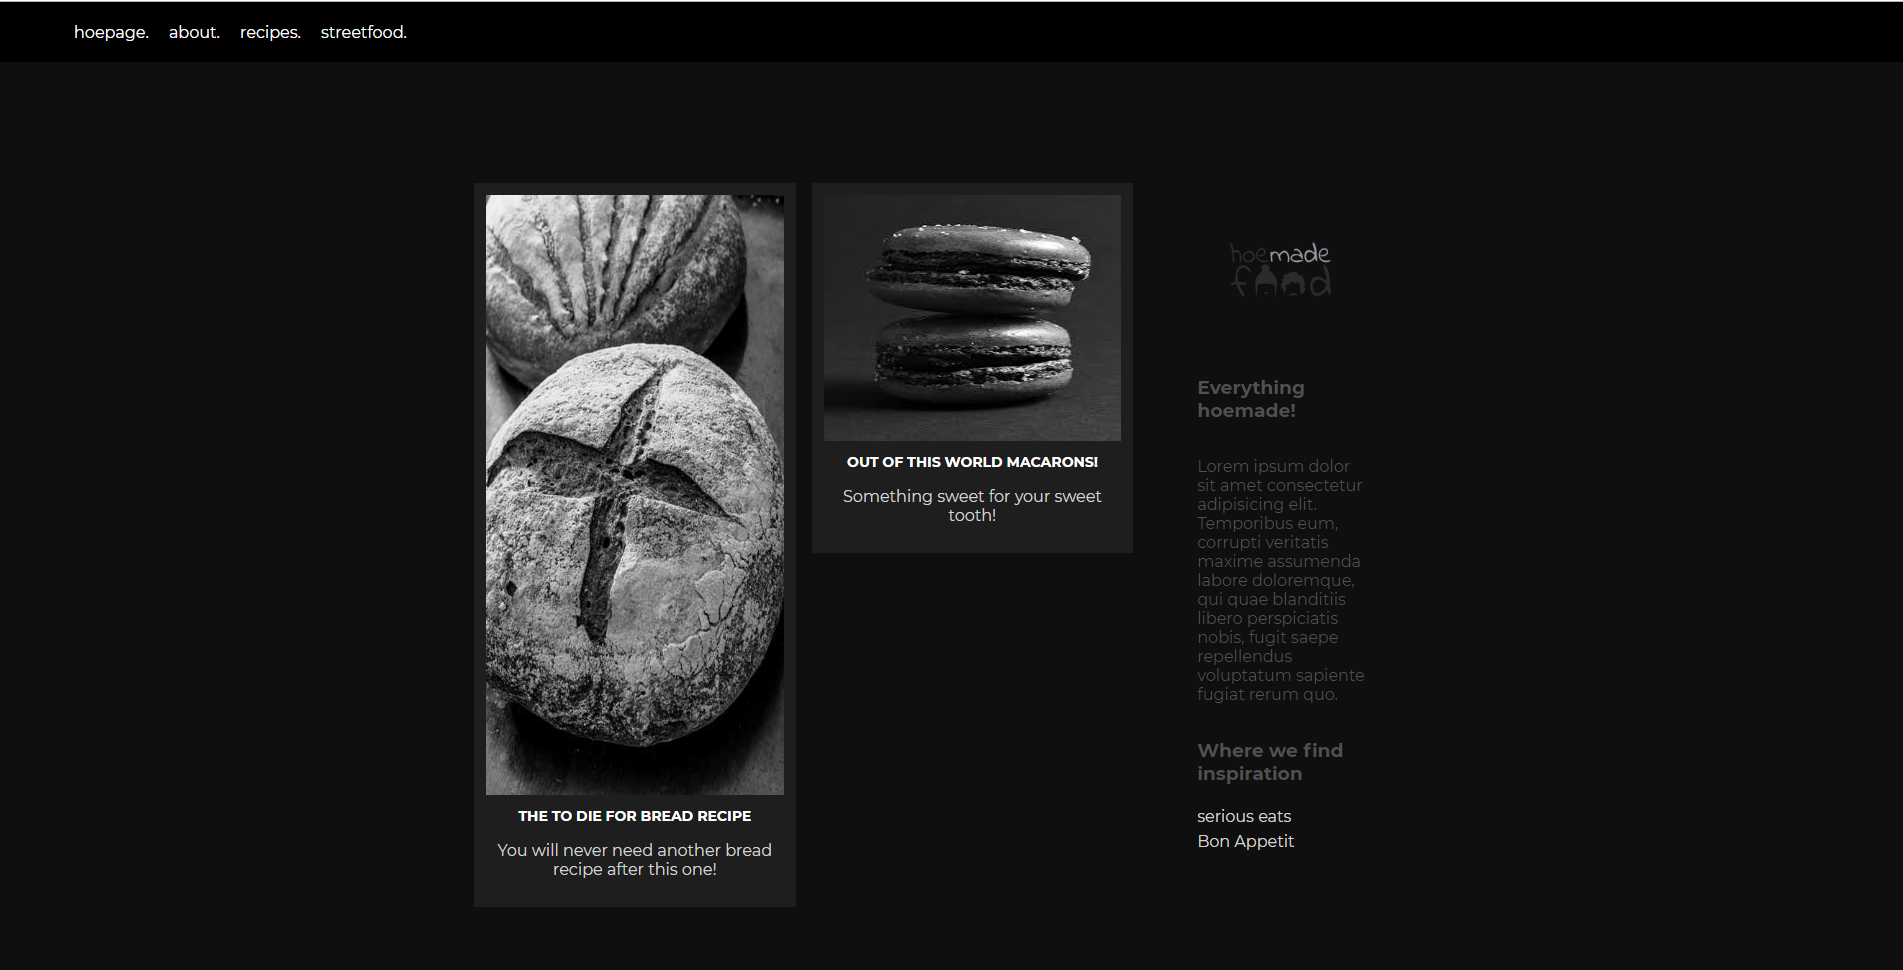 hoepage. about. recipes. streetfood.
THE TO DIE FOR BREAD RECIPE
You will never need another bread
recipe after this one!
OUT OF THIS WORLD MACARONS!
Something sweet for your sweet
tooth!
hoemade
food
Everything
hoemade!
Lorem ipsum dolor
sit amet consectetur
adipisicing elit.
Temporibus eum,
corrupti veritatis
maxime assumenda
labore doloremque,
qui quae blanditiis
libero perspiciatis
nobis, fugit saepe
repellendus
voluptatum sapiente
fugiat rerum quo.
Where we find
inspiration
serious eats
Bon Appetit